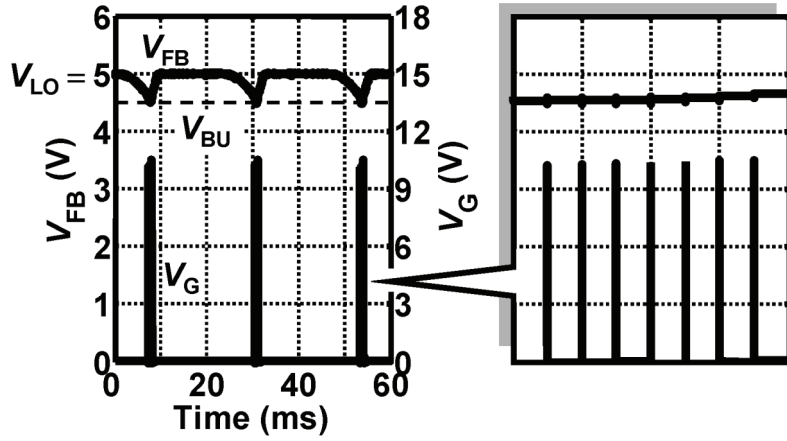 6
5
4
3
2
1
0
V_FB (V)
V_LO =
V_FB
V_BU
V_G
18
15
12
9
6
3
0
V_G (V)
0 20 40 60
Time (ms)